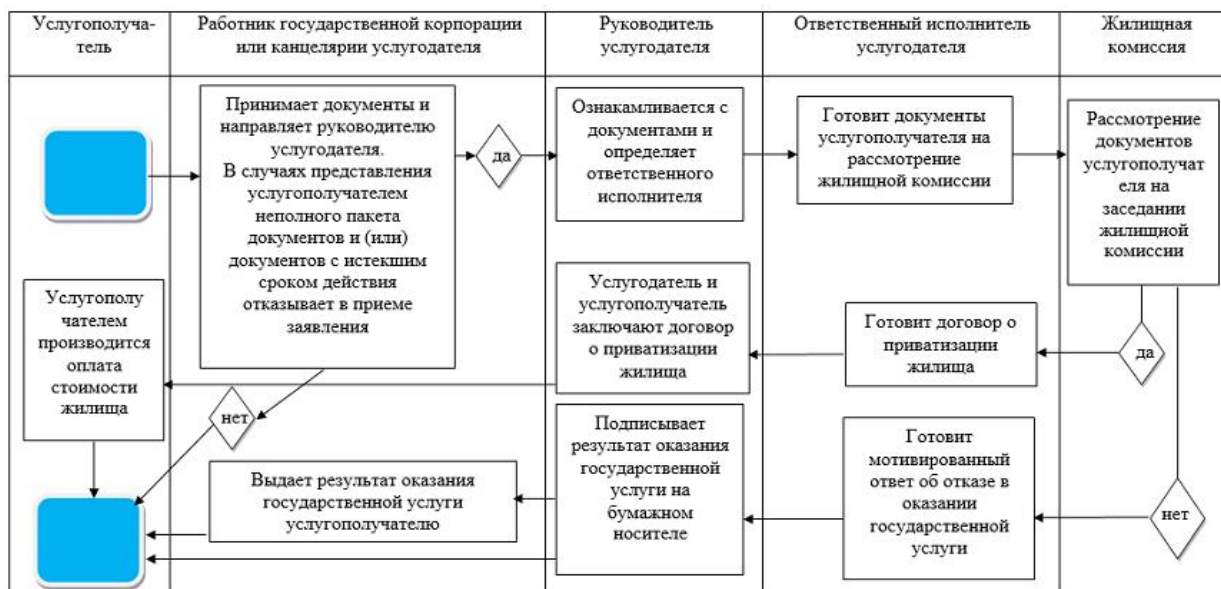 Услугополуча-
тель
Работник государственной корпорации
или канцелярии услугодателя
Руководитель
услугодателя
Ответственный исполнитель
услугодателя
Жилищная
комиссия
Принимает документы и
направляет руководителю
услугодателя.
В случаях представления
услугополучателем
неполного пакета
документов и (или)
документов с истекшим
сроком действия
отказывает в приеме
заявления
да
Ознакамливается с
документами и
определяет
ответственного
исполнителя
Готовит документы
услугополучателя на
рассмотрение
жилищной комиссии
Рассмотрение
документов
услугополучат
еля на
заседании
жилищной
комиссии
Услугополу
чателем
производится
оплата
стоимости
жилища
Услугодатель и
услугополучатель
заключают договор
о приватизации
жилища
Готовит договор о
приватизации
жилища
да
нет
Выдает результат оказания
государственной услуги
услугополучателю
Подписывает
результат оказания
государственной
услуги на
бумажном
носителе
Готовит
мотивированный
ответ об отказе в
оказании
государственной
услуги
нет